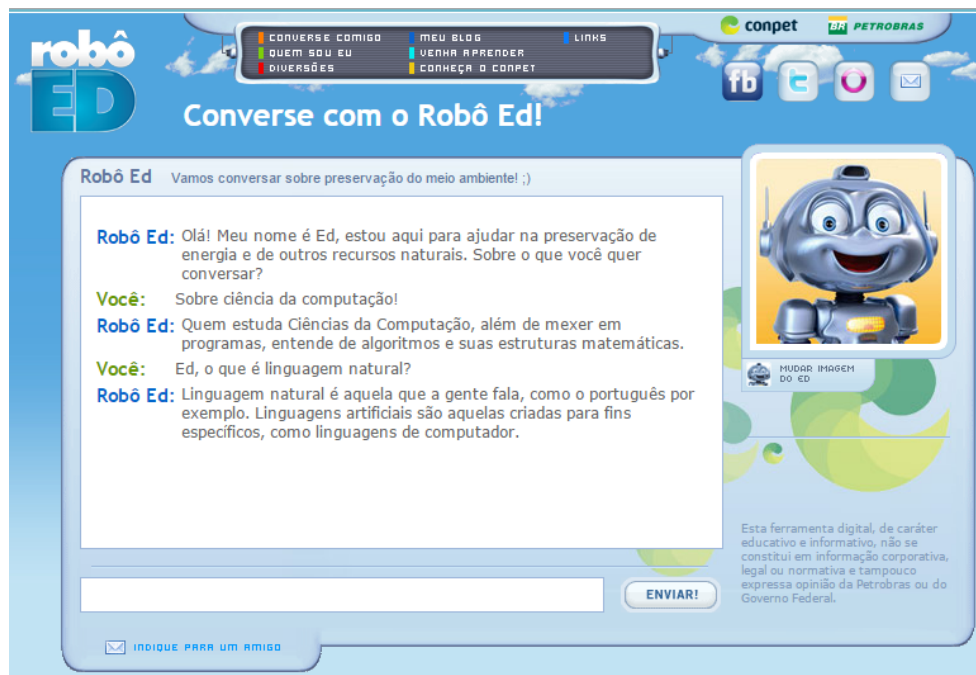 robô
ED
CONVERSE COMIGO
QUEM SOU EU
DIVERSÕES
MEU BLOG
VENHA APRENDER
CONHEÇA O CONPET
LINKS
conpet
BR PETROBRAS
fb
t
Converse com o Robô Ed!
Robô Ed Vamos conversar sobre preservação do meio ambiente! ;)
Robô Ed: Olá! Meu nome é Ed, estou aqui para ajudar na preservação de
energia e de outros recursos naturais. Sobre o que você quer
conversar?
Você: Sobre ciência da computação!
Robô Ed: Quem estuda Ciências da Computação, além de mexer em
programas, entende de algoritmos e suas estruturas matemáticas.
Você: Ed, o que é linguagem natural?
Robô Ed: Linguagem natural é aquela que a gente fala, como o português por
exemplo. Linguagens artificiais são aquelas criadas para fins
específicos, como linguagens de computador.
MUDAR IMAGEM
DO ED
Esta ferramenta digital, de caráter
educativo e informativo, não se
constitui em informação corporativa,
legal ou normativa e tampouco
expressa opinião da Petrobras ou do
Governo Federal.
ENVIAR!
INDIQUE PARA UM AMIGO